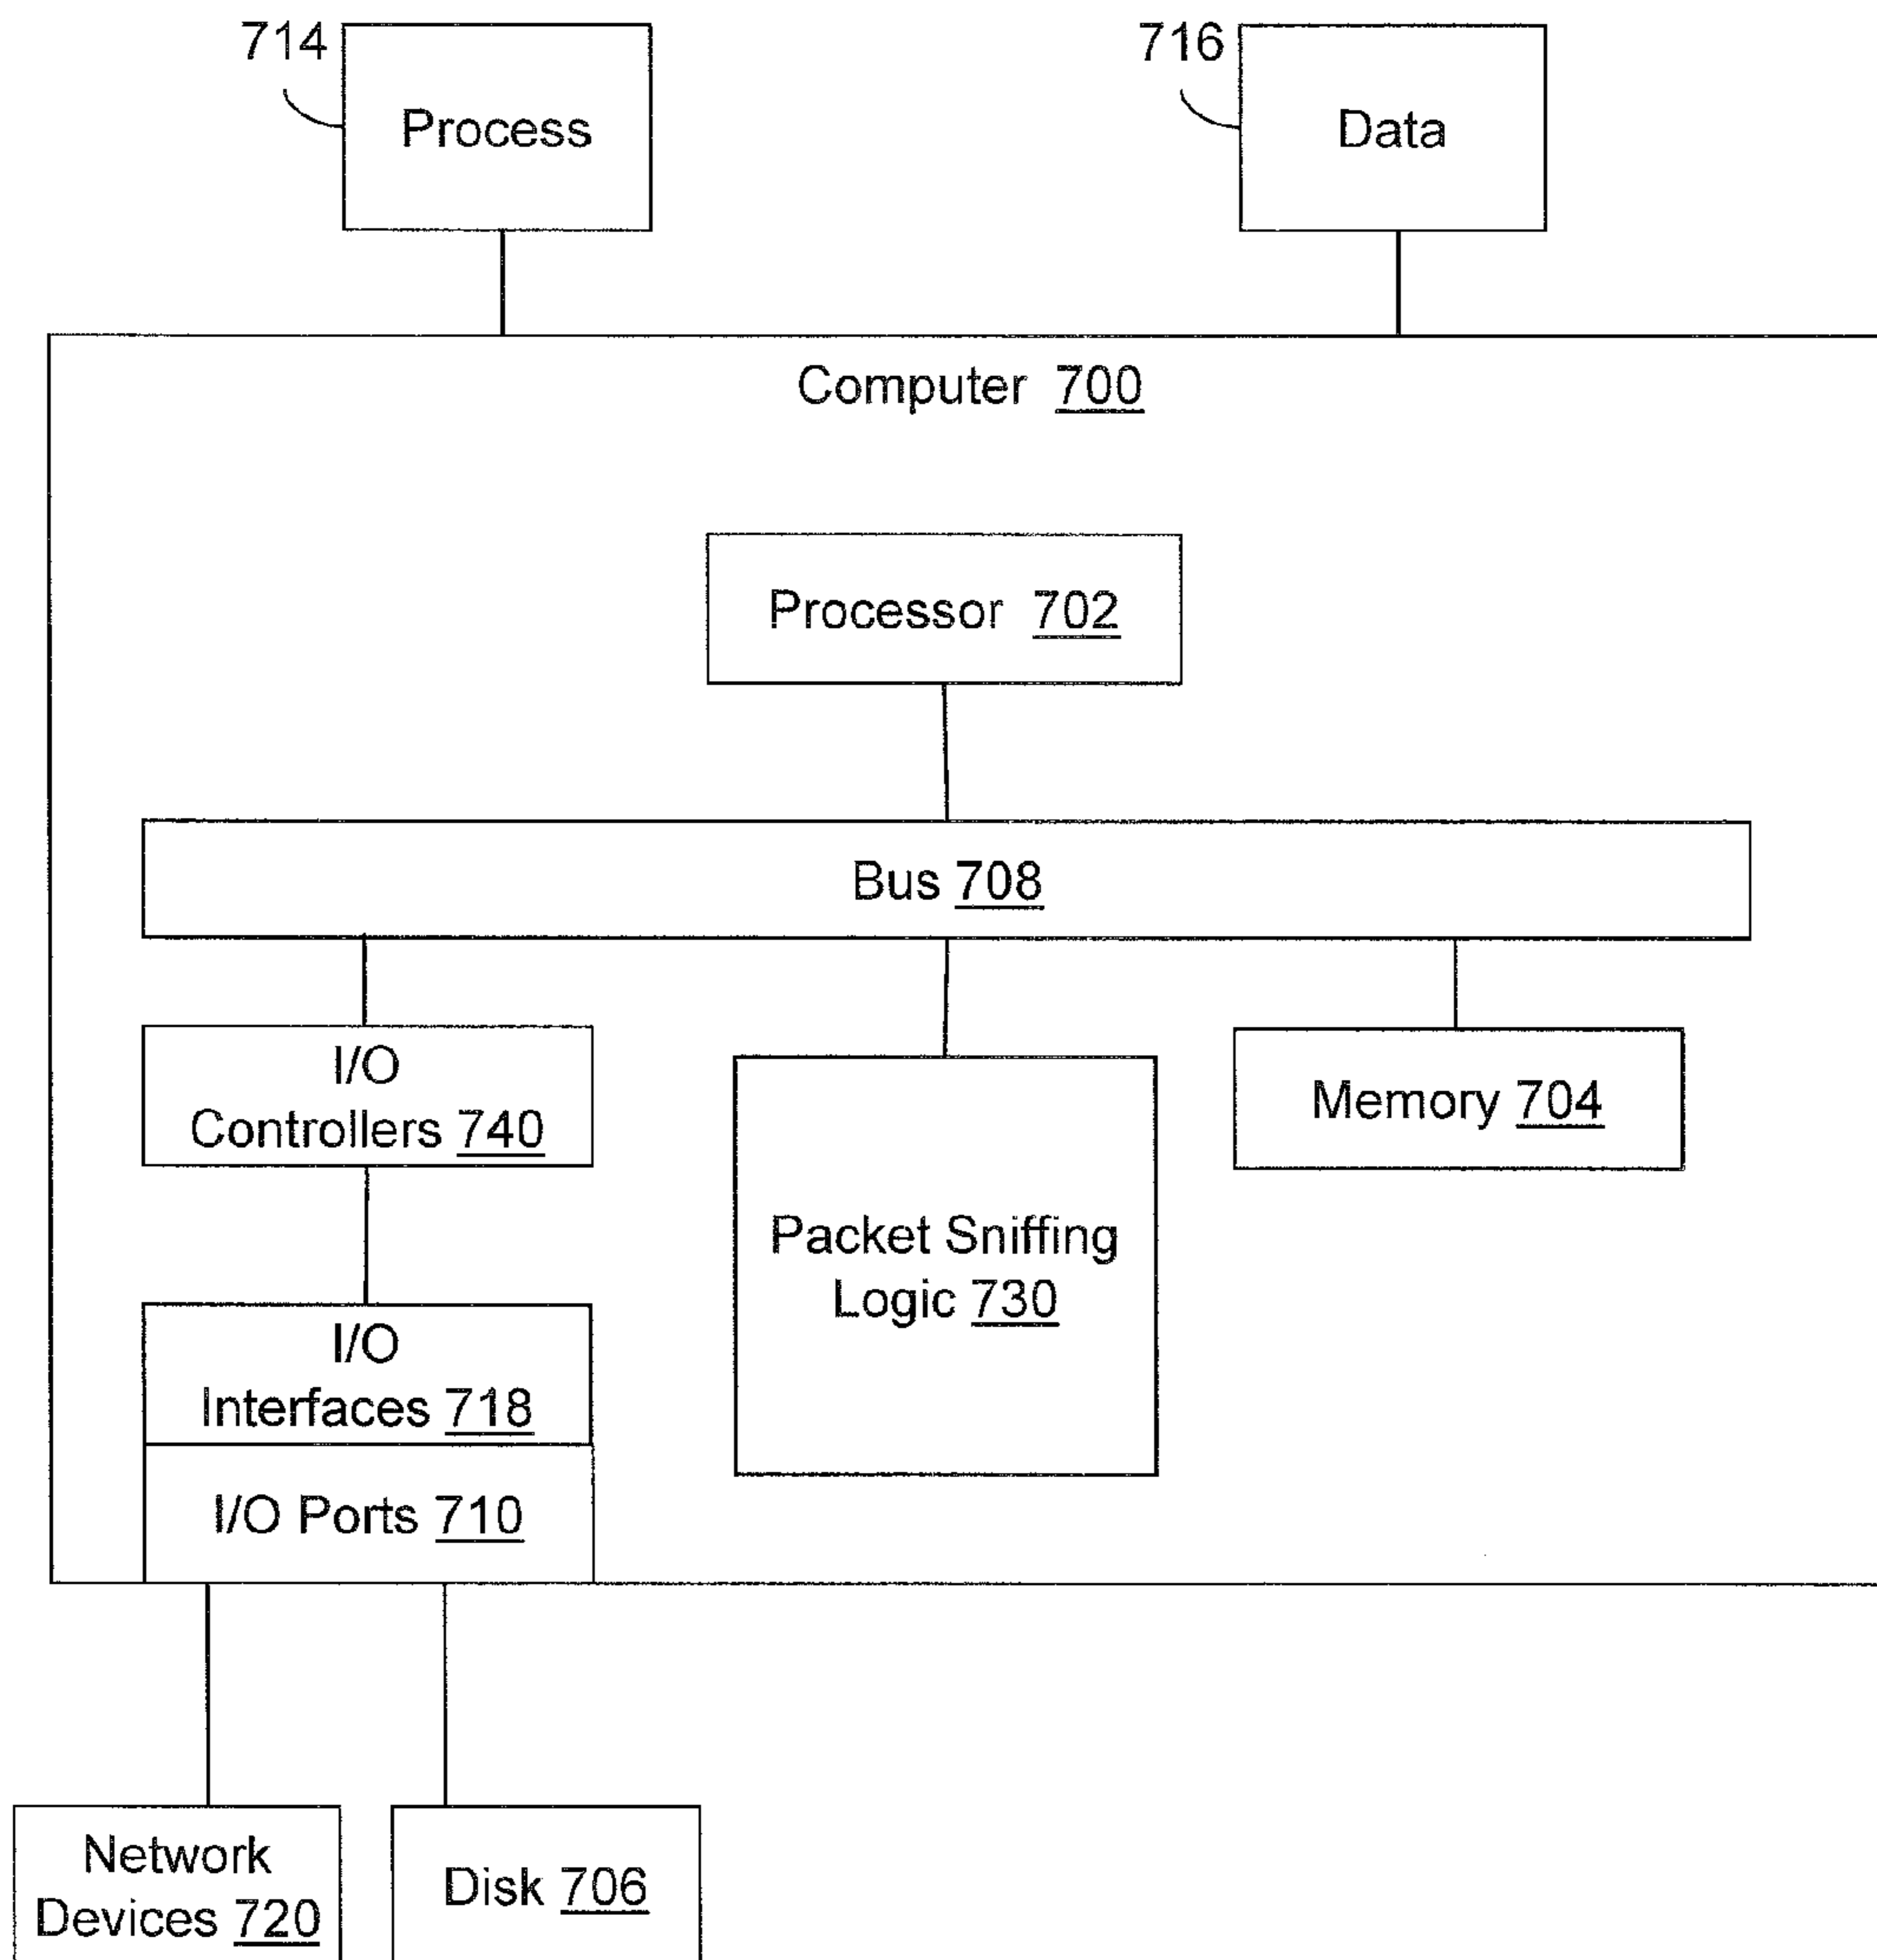 714
Process
716
Data
Computer 700
Processor 702
Bus 708
I/O
Controllers 740
Packet Sniffing
Logic 730
Memory 704
I/O
Interfaces 718
I/O Ports 710
Network
Devices 720
Disk 706